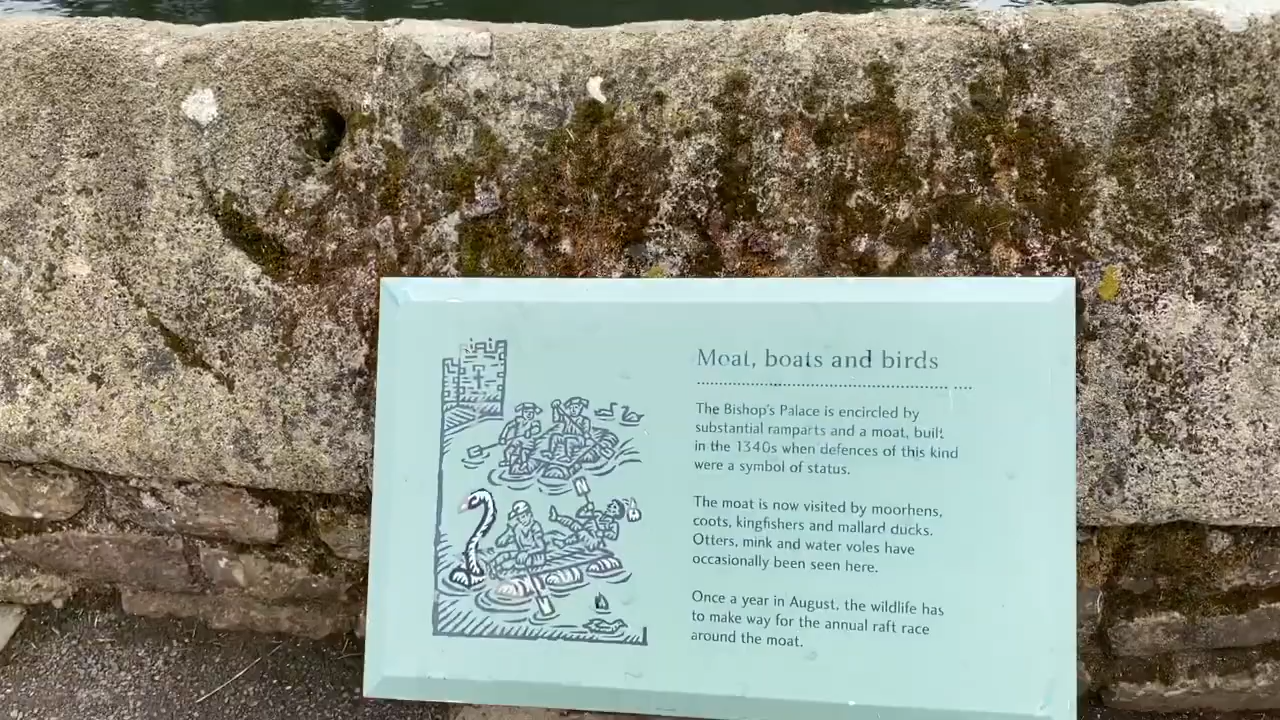 Moat, boats and birds
The Bishop's Palace is encircled by
substantial ramparts and a moat, built
in the 1340s when defences of this kind
were a symbol of status.
The moat is now visited by moorhens,
coots, kingfishers and mallard ducks.
Otters, mink and water voles have
occasionally been seen here.
Once a year in August, the wildlife has
to make way for the annual raft race
around the moat.